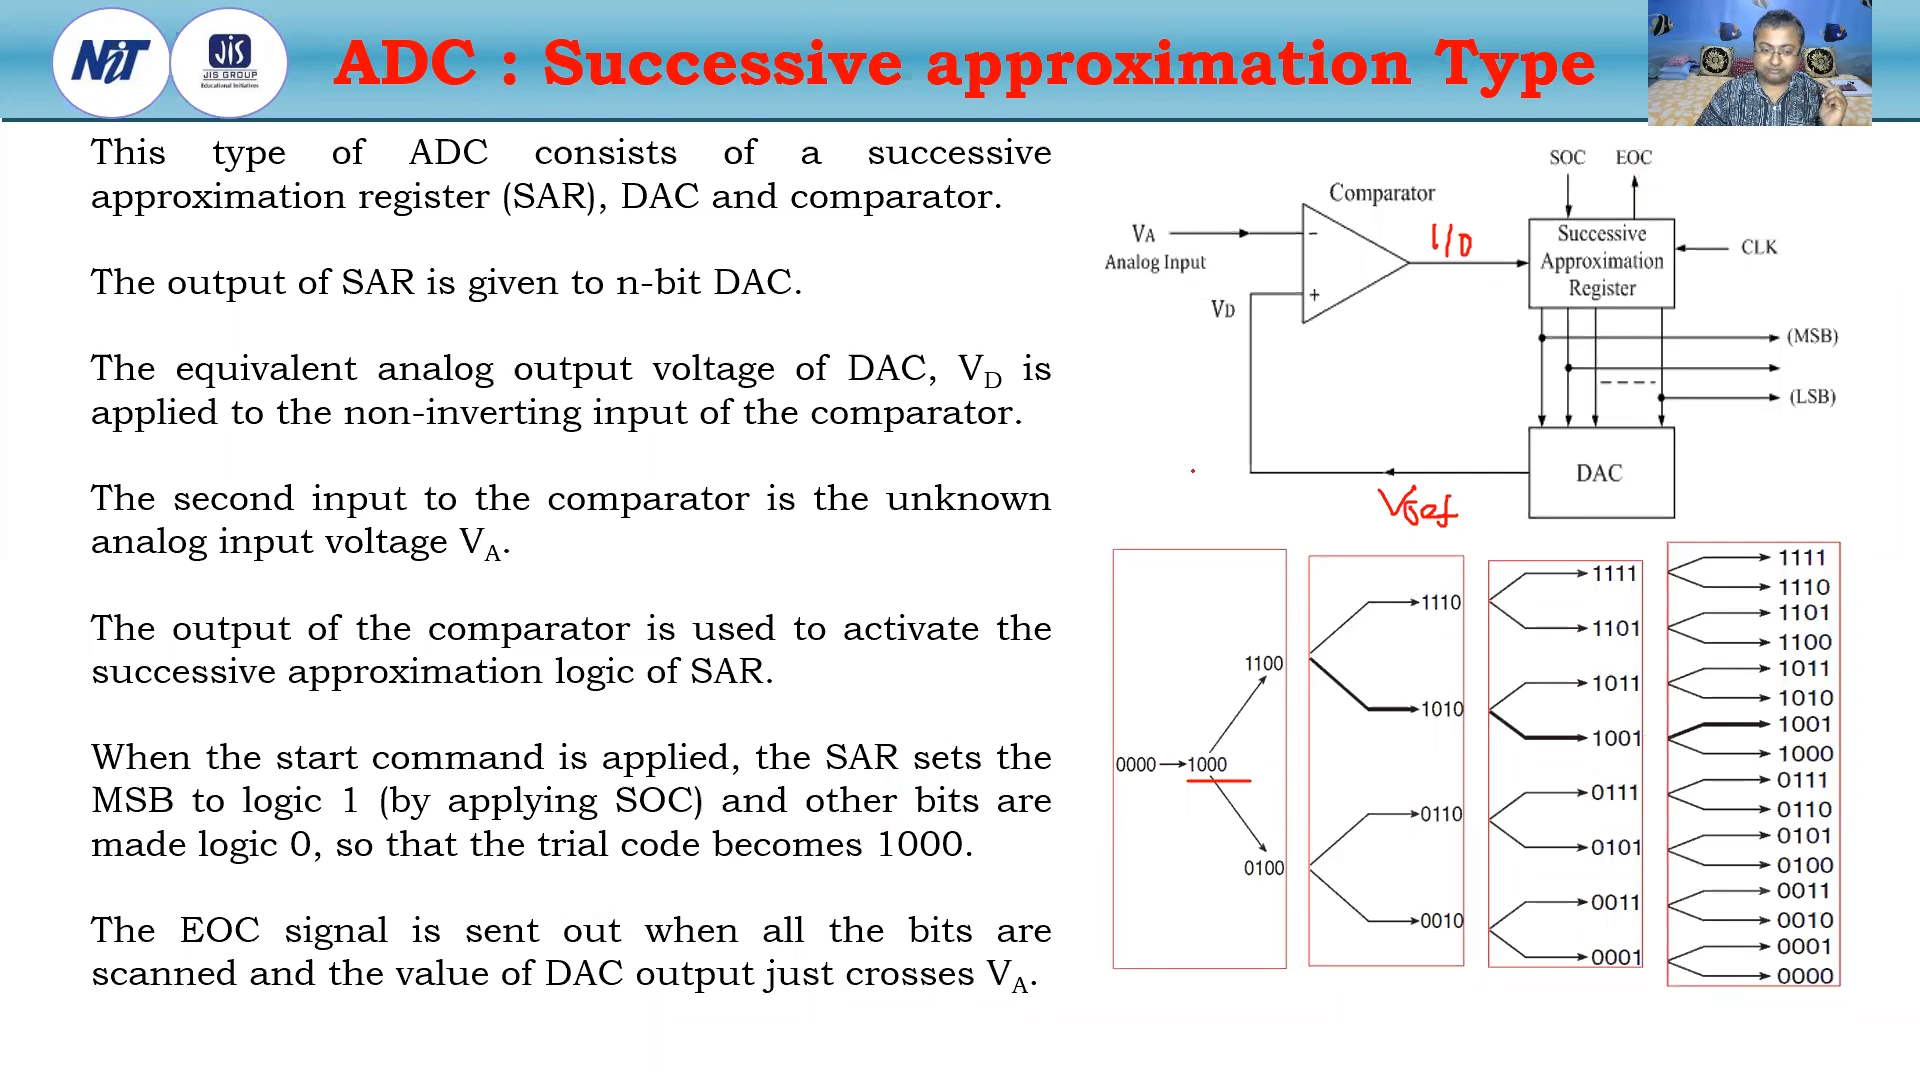 NiT
JIS
JIS GROUP
Educational Initiatives
ADC : Successive approximation Type
This type of ADC consists of a successive
approximation register (SAR), DAC and comparator.
The output of SAR is given to n-bit DAC.
The equivalent analog output voltage of DAC, VD is
applied to the non-inverting input of the comparator.
The second input to the comparator is the unknown
analog input voltage VA.
The output of the comparator is used to activate the
successive approximation logic of SAR.
When the start command is applied, the SAR sets the
MSB to logic 1 (by applying SOC) and other bits are
made logic 0, so that the trial code becomes 1000.
The EOC signal is sent out when all the bits are
scanned and the value of DAC output just crosses VA.
SOC EOC
Comparator
VA
Analog Input
−
+
VD
1/0
Successive
Approximation
Register
CLK
(MSB)
(LSB)
DAC
Vref
0000 1000
1100
0100
1110
1010
0110
0010
1111
1101
1011
1001
0111
0101
0011
0001
1111
1110
1101
1100
1011
1010
1001
1000
0111
0110
0101
0100
0011
0010
0001
0000